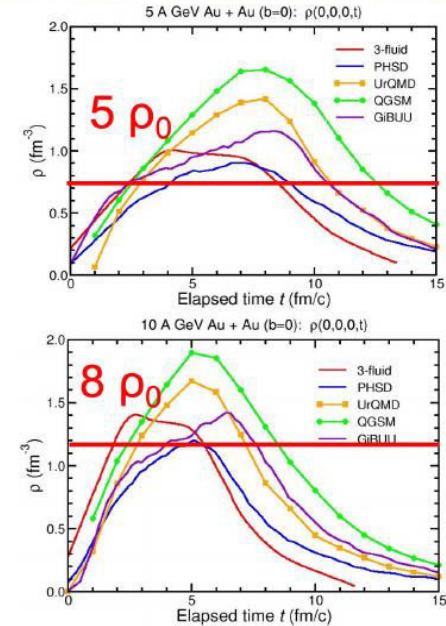 5 A GeV Au + Au (b=0): ρ(0,0,0,t)
2.0
1.5
1.0
0.5
0.0
ρ (fm⁻³)
5 ρ₀
3-fluid
PHSD
UrQMD
QGSM
GiBUU
0 5 10 15
Elapsed time t (fm/c)
10 A GeV Au + Au (b=0): ρ(0,0,0,t)
2.0
1.5
1.0
0.5
0.0
ρ (fm⁻³)
8 ρ₀
3-fluid
PHSD
UrQMD
QGSM
GiBUU
0 5 10 15
Elapsed time t (fm/c)